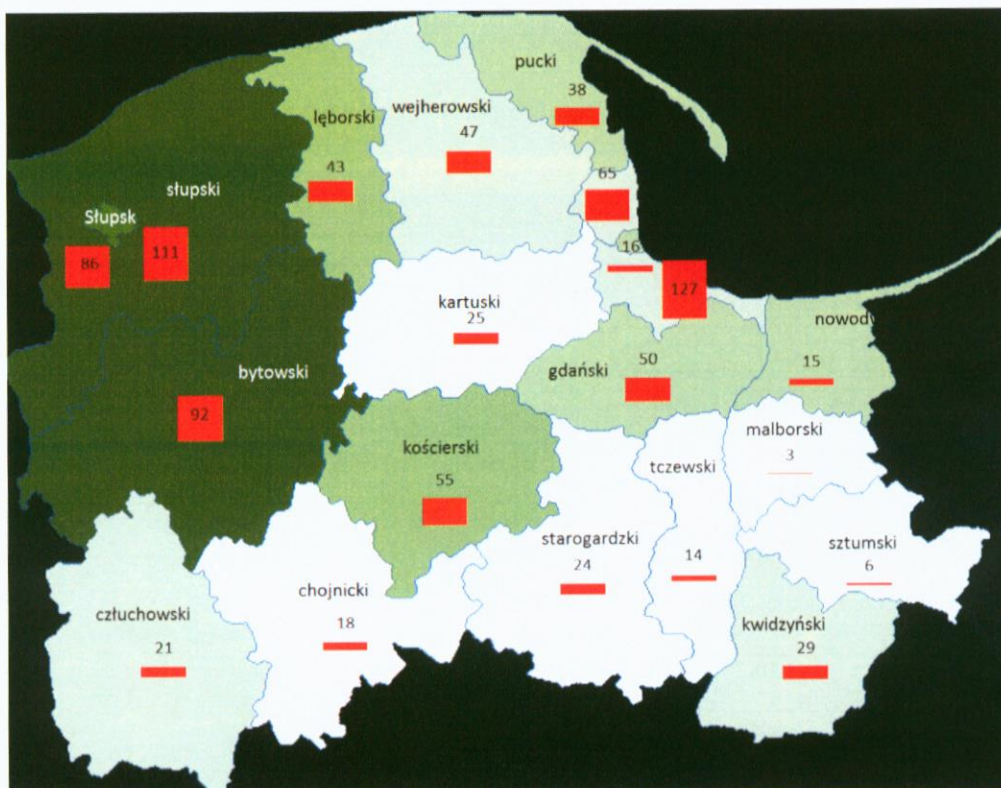 pucki
38
wejherowski
47
lęborski
43
65
słupski
Słupsk
86
111
16
127
kartuski
25
nowod
15
bytowski
92
gdański
50
malborski
3
kościerski
55
tczewski
14
starogardzki
24
sztumski
6
chojnicki
18
człuchowski
21
kwidzyński
29